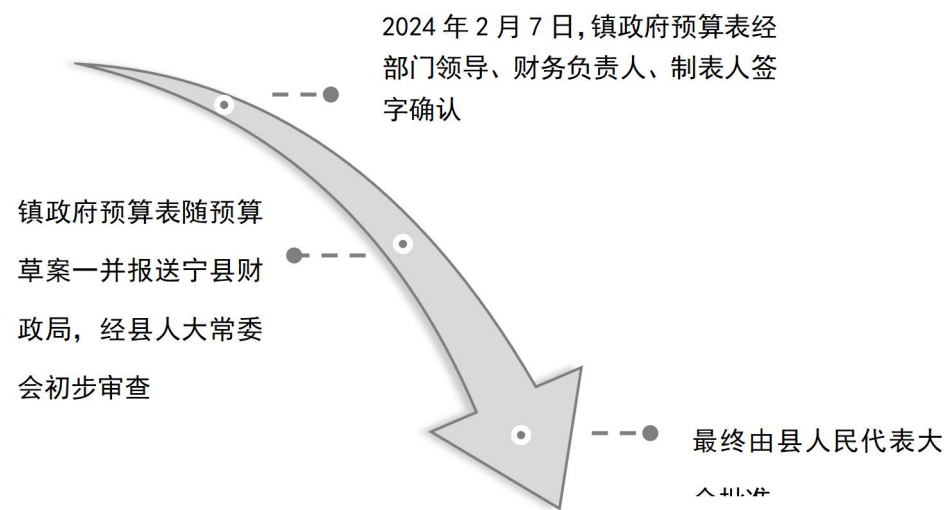 2024 年 2 月 7 日，镇政府预算表经
部门领导、财务负责人、制表人签
字确认
镇政府预算表随预算
草案一并报送宁县财
政局，经县人大常委
会初步审查
最终由县人民代表大